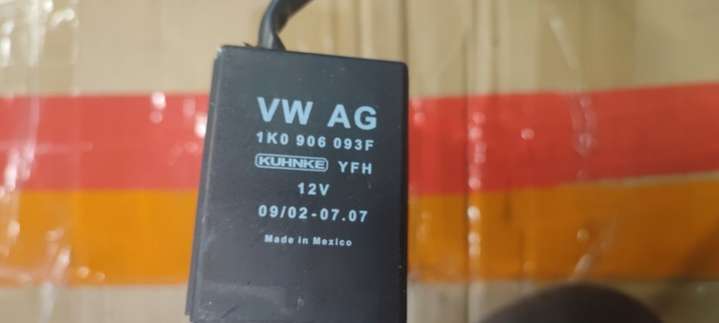 VW AG
1K0 906 093F
KUHNKE YFH
12V
09/02-07.07
Made in Mexico